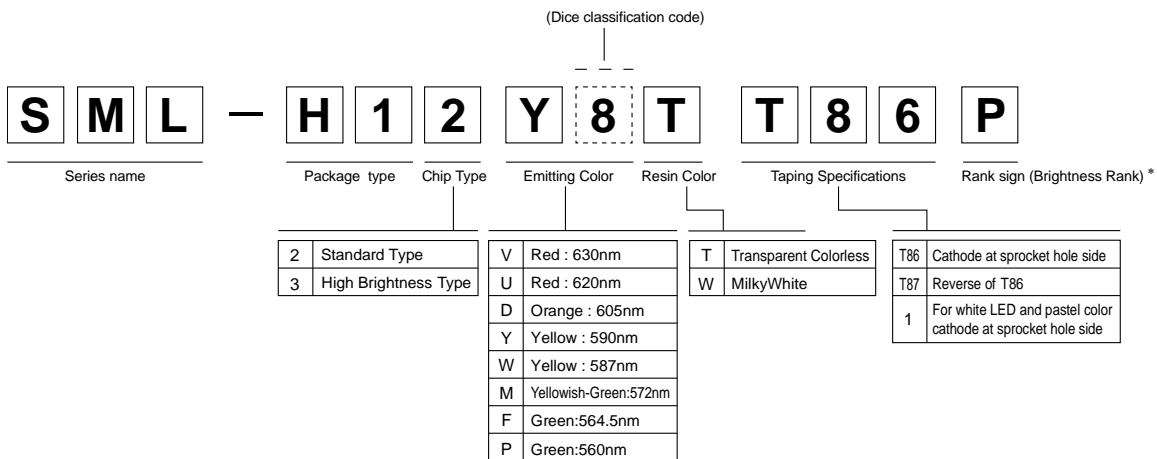 (Dice classification code)
S M L — H 1 2 Y 8 T T 8 6 P
Series name Package type Chip Type Emitting Color Resin Color Taping Specifications Rank sign (Brightness Rank) *
2 Standard Type
3 High Brightness Type
V Red : 630nm
U Red : 620nm
D Orange : 605nm
Y Yellow : 590nm
W Yellow : 587nm
M Yellowish-Green:572nm
F Green:564.5nm
P Green:560nm
T Transparent Colorless
W MilkyWhite
T86 Cathode at sprocket hole side
T87 Reverse of T86
1 For white LED and pastel color
cathode at sprocket hole side